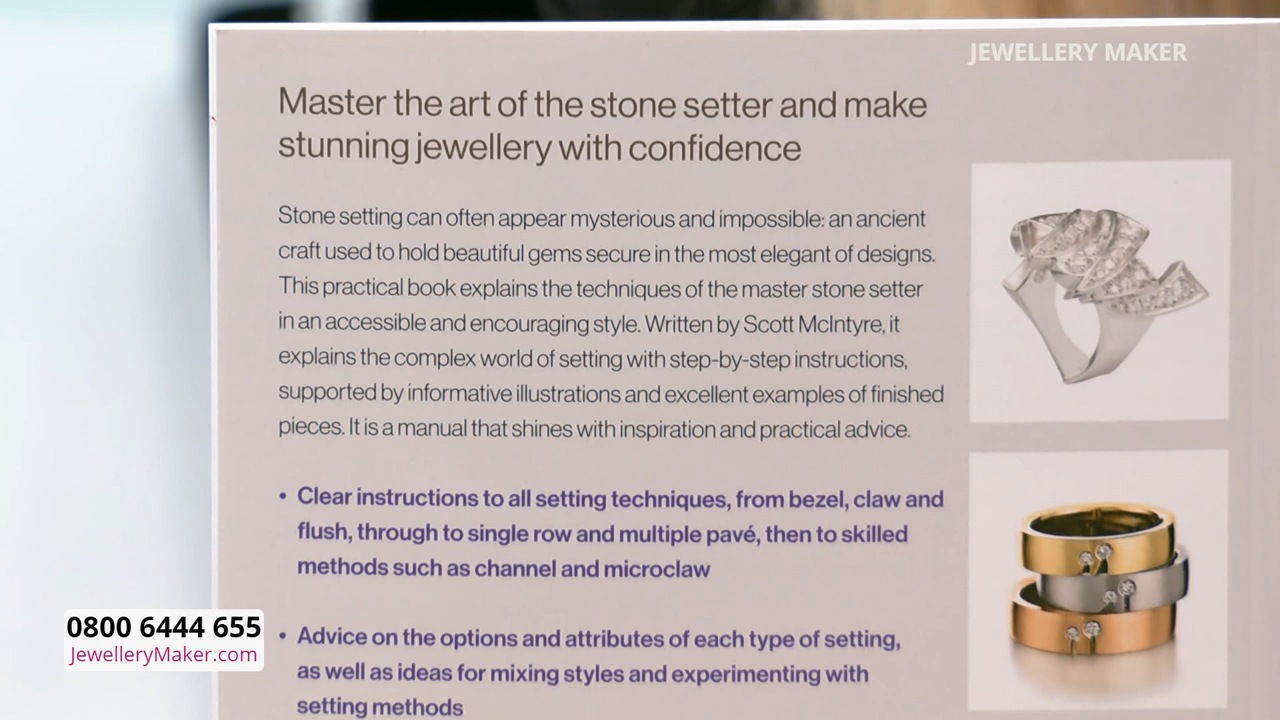 JEWELLERY MAKER
Master the art of the stone setter and make
stunning jewellery with confidence
Stone setting can often appear mysterious and impossible: an ancient
craft used to hold beautiful gems secure in the most elegant of designs.
This practical book explains the techniques of the master stone setter
in an accessible and encouraging style. Written by Scott McIntyre, it
explains the complex world of setting with step-by-step instructions,
supported by informative illustrations and excellent examples of finished
pieces. It is a manual that shines with inspiration and practical advice.
• Clear instructions to all setting techniques, from bezel, claw and
flush, through to single row and multiple pavé, then to skilled
methods such as channel and microclaw
• Advice on the options and attributes of each type of setting,
as well as ideas for mixing styles and experimenting with
setting methods
0800 6444 655
JewelleryMaker.com